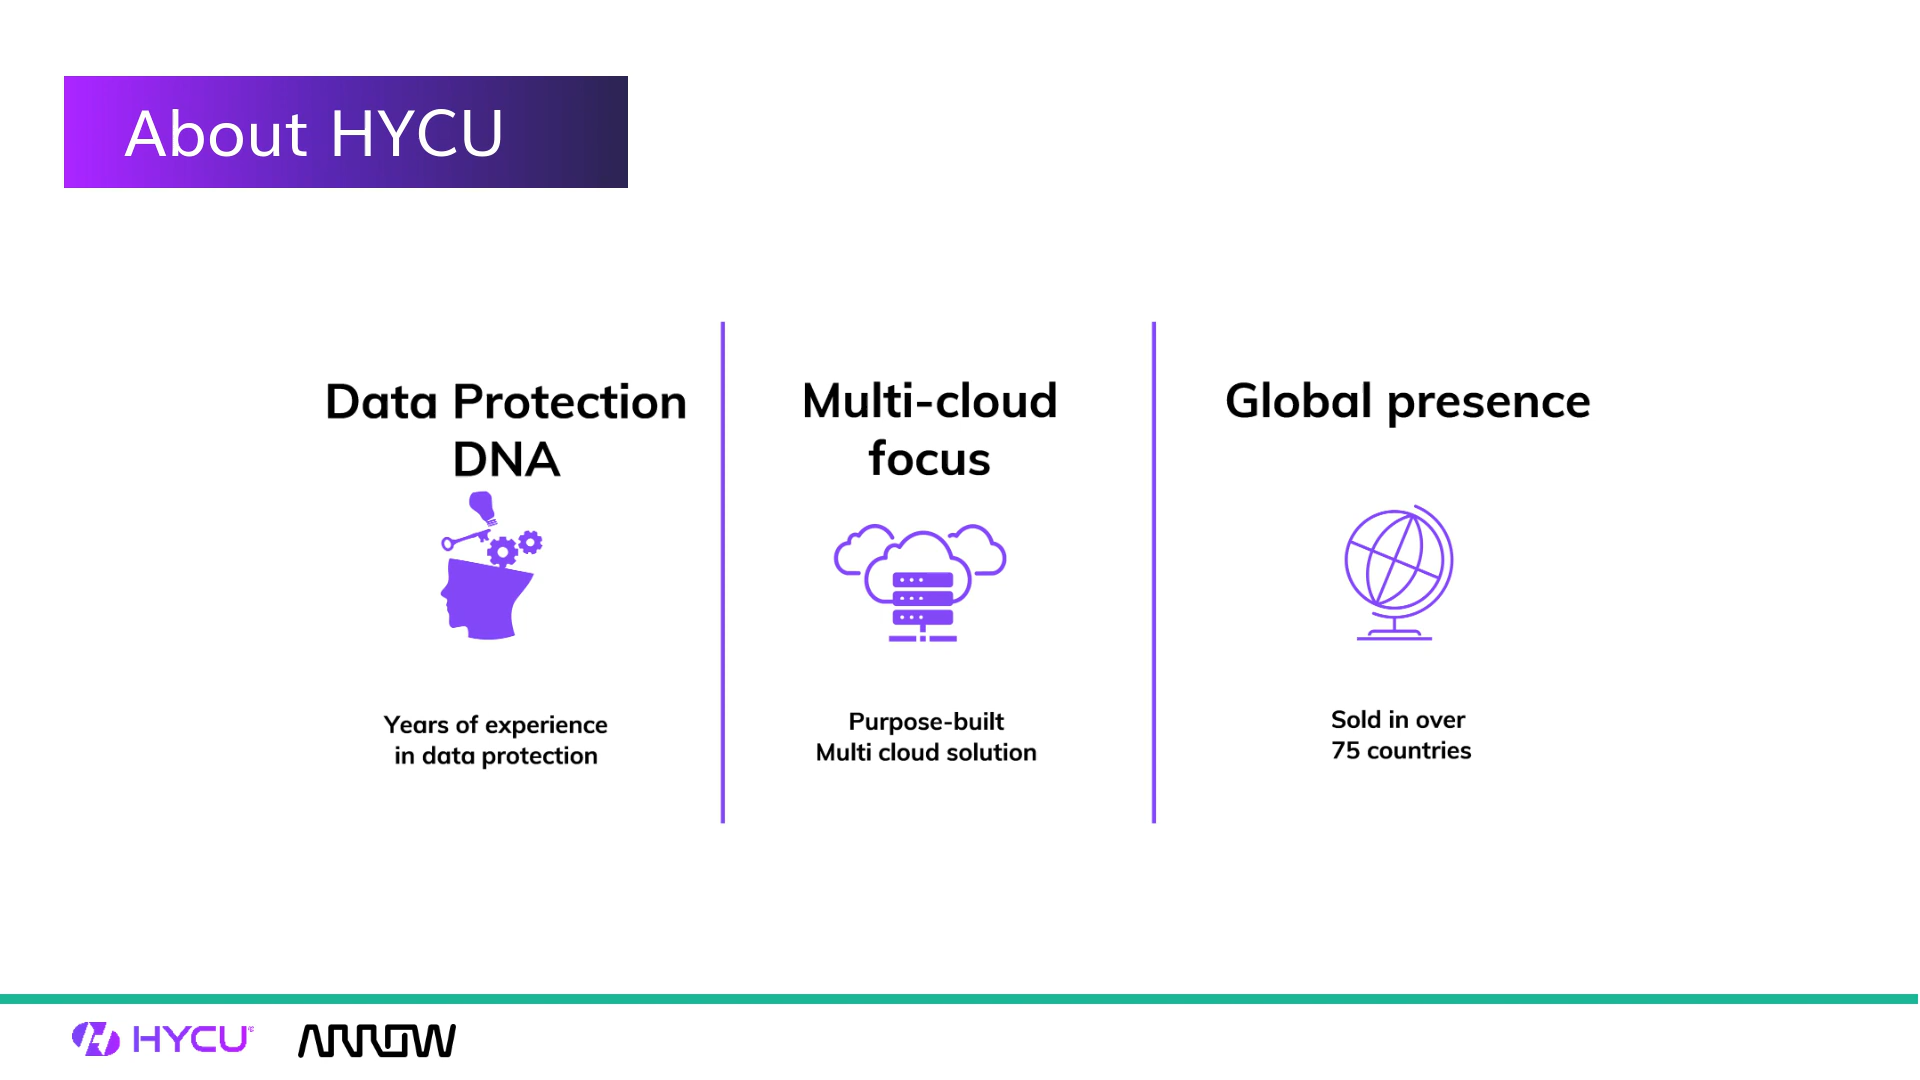 About HYCU
Data Protection
DNA
Years of experience
in data protection
Multi-cloud
focus
Purpose-built
Multi cloud solution
Global presence
Sold in over
75 countries
HYCU
ARROW